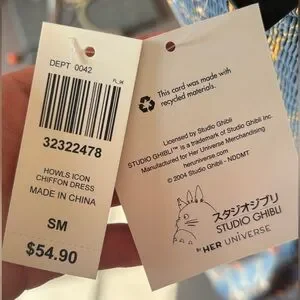 DEPT 0042
32322478
HOWLS ICON
CHIFFON DRESS
MADE IN CHINA
SM
$54.90
This card was made with
recycled materials.
Licensed by Studio Ghibli
STUDIO GHIBLI™ is a trademark of Studio Ghibli Inc.
Manufactured for Her Universe Merchandising
heruniverse.com
© 2004 Studio Ghibli - NDDMT
スタジオジブリ
STUDIO GHIBLI
BY HER UNIVERSE